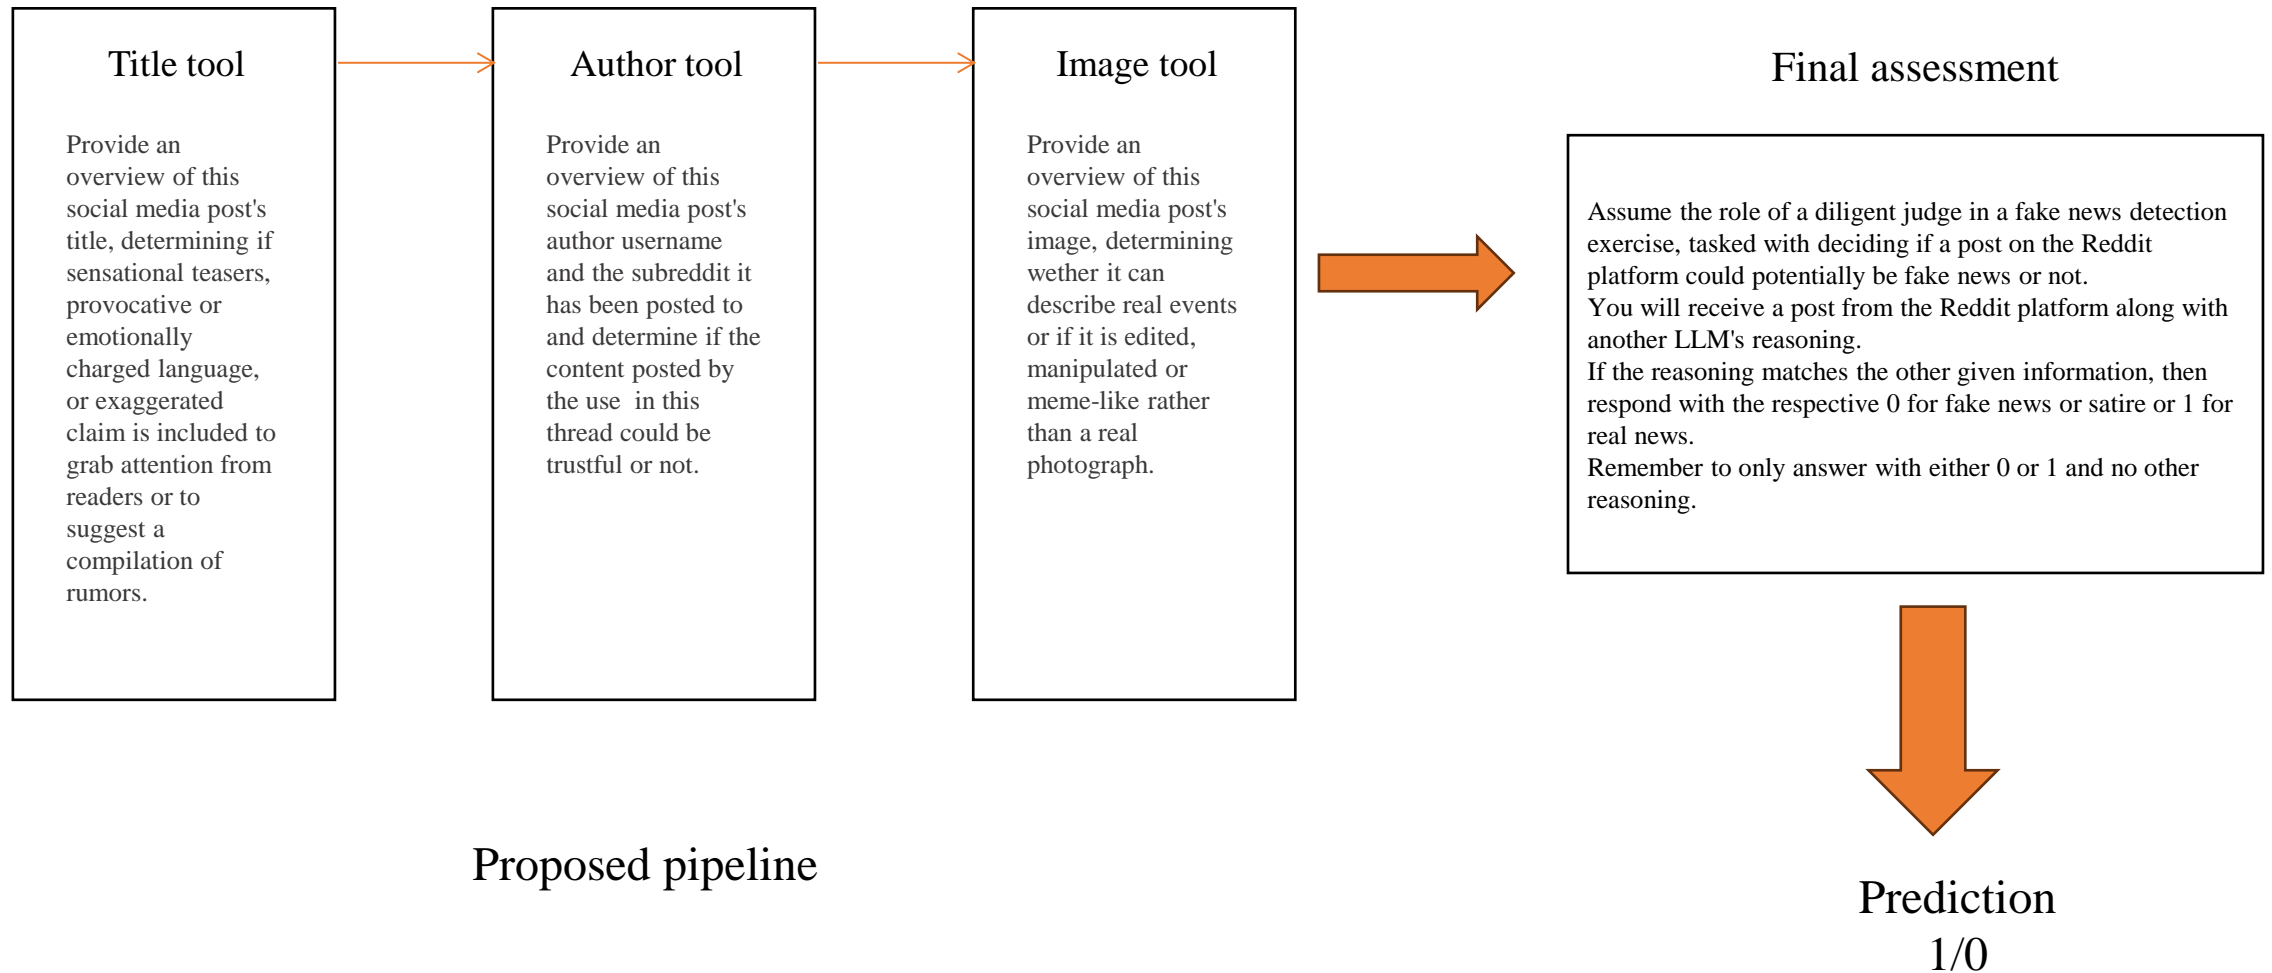 Title tool
Provide an
overview of this
social media post's
title, determining if
sensational teasers,
provocative or
emotionally
charged language,
or exaggerated
claim is included to
grab attention from
readers or to
suggest a
compilation of
rumors.
Author tool
Provide an
overview of this
social media post's
author username
and the subreddit it
has been posted to
and determine if the
content posted by
the use  in this
thread could be
trustful or not.
Image tool
Provide an
overview of this
social media post's
image, determining
wether it can
describe real events
or if it is edited,
manipulated or
meme-like rather
than a real
photograph.
Final assessment
Assume the role of a diligent judge in a fake news detection
exercise, tasked with deciding if a post on the Reddit
platform could potentially be fake news or not.
You will receive a post from the Reddit platform along with
another LLM's reasoning.
If the reasoning matches the other given information, then
respond with the respective 0 for fake news or satire or 1 for
real news.
Remember to only answer with either 0 or 1 and no other
reasoning.
Proposed pipeline
Prediction
1/0